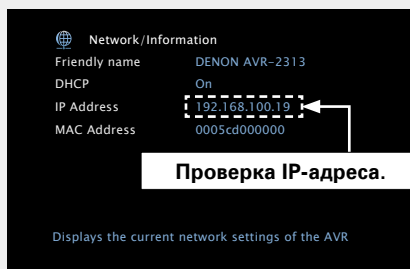 Network/Information
Friendly name DENON AVR-2313
DHCP On
IP Address 192.168.100.19
MAC Address 0005cd000000
Проверка IP-адреса.
Displays the current network settings of the AVR